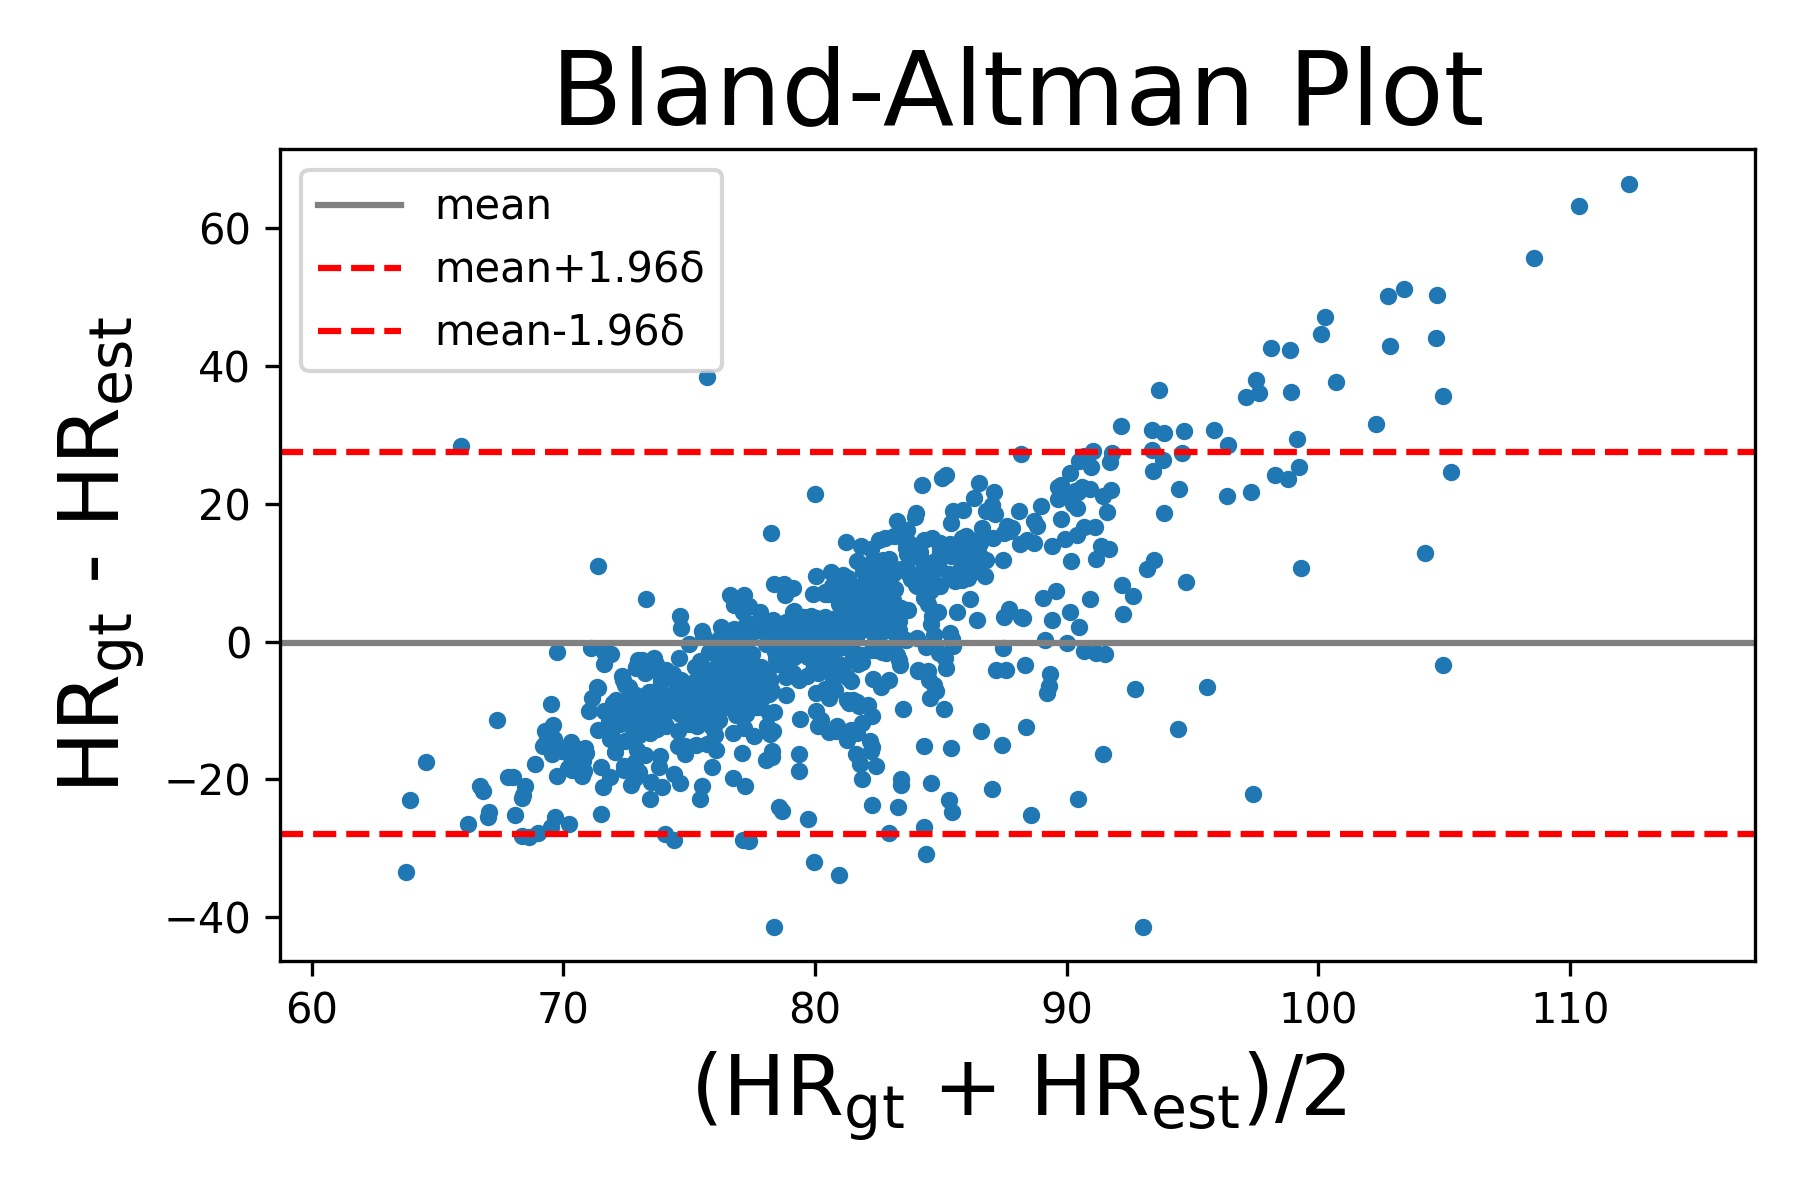 Bland-Altman Plot
mean
mean+1.96δ
mean-1.96δ
HRgt - HRest
60
40
20
0
−20
−40
60 70 80 90 100 110
(HRgt + HRest)/2